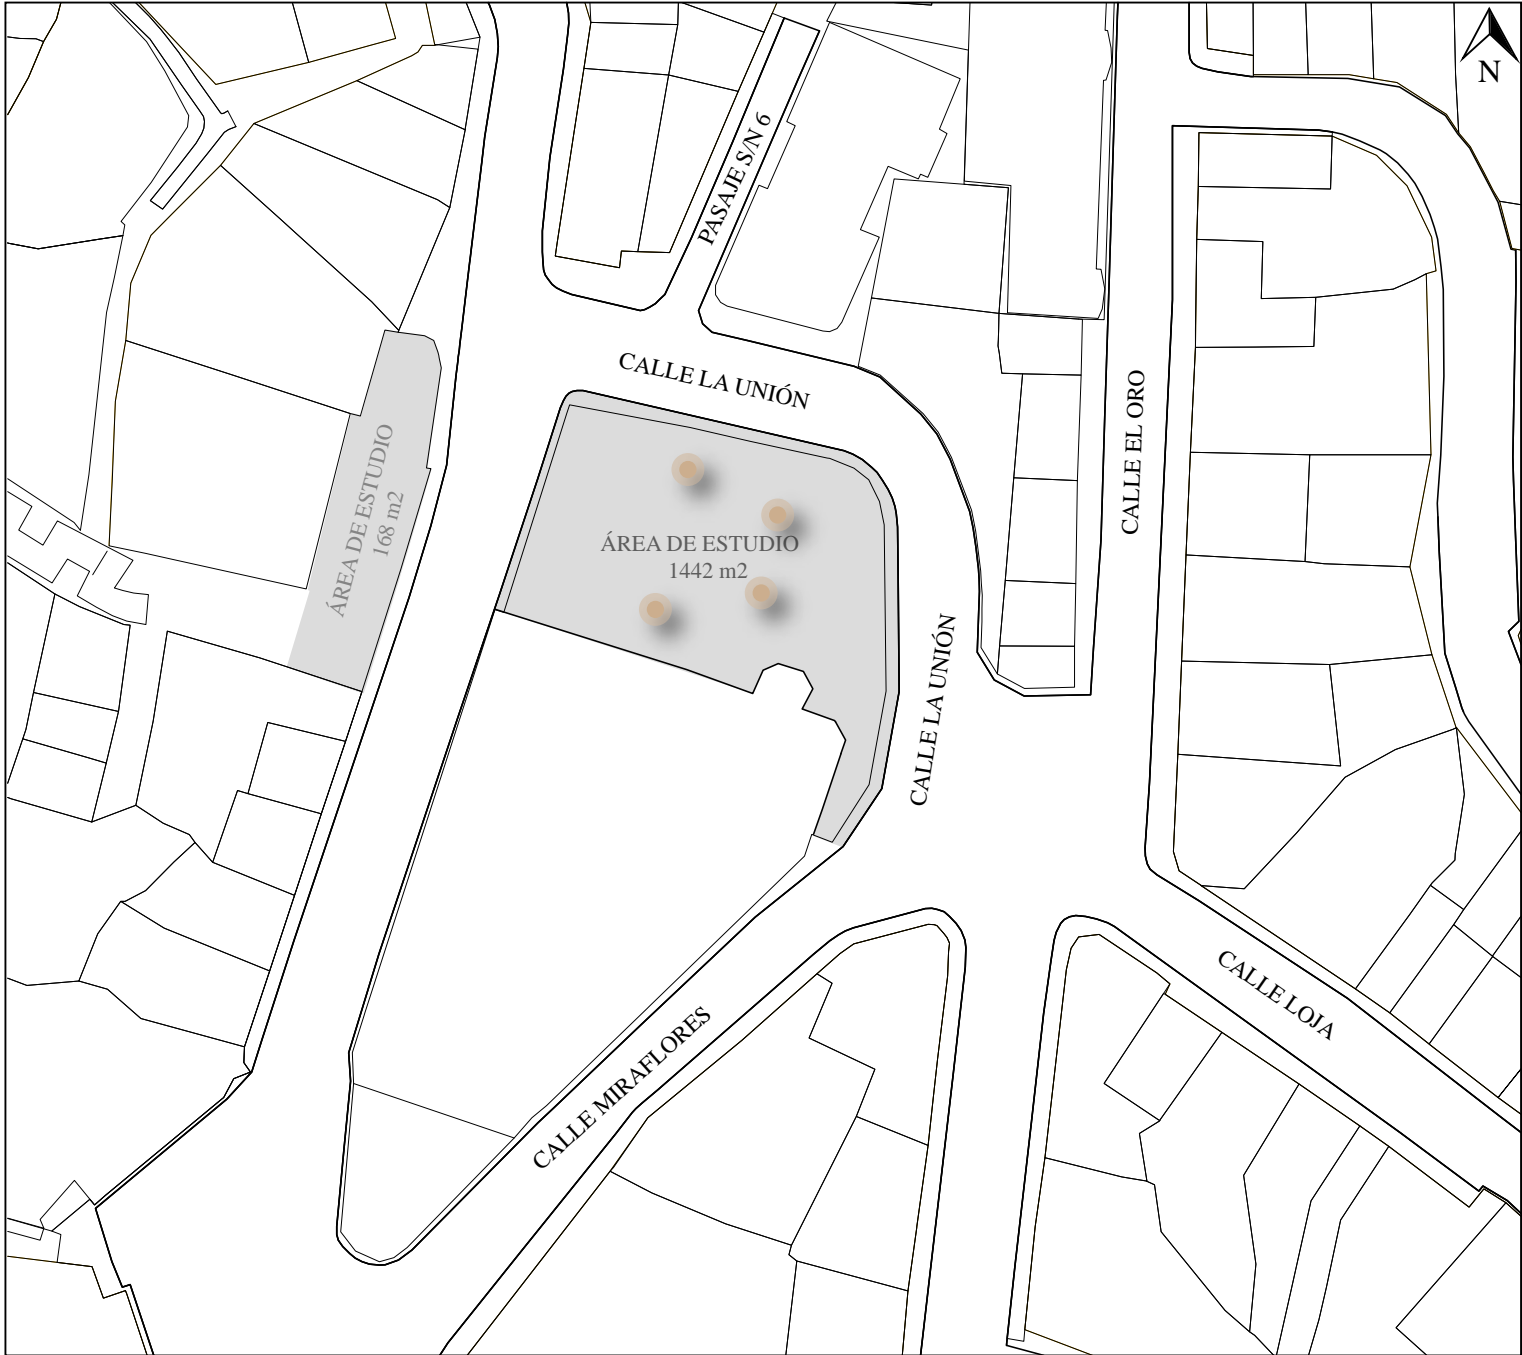 N
PASAJE S/N 6
CALLE LA UNIÓN
CALLE EL ORO
ÁREA DE ESTUDIO
168 m2
ÁREA DE ESTUDIO
1442 m2
CALLE LA UNIÓN
CALLE LOJA
CALLE MIRAFLORES